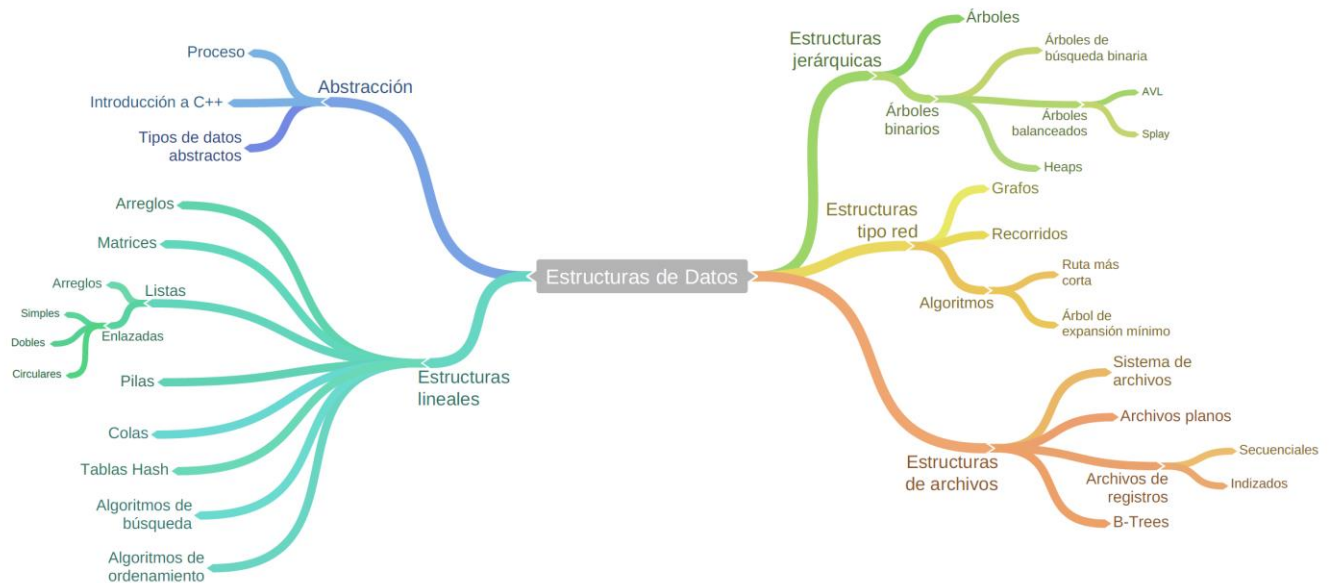 Estructuras de Datos
Abstracción
Proceso
Introducción a C++
Tipos de datos
abstractos
Estructuras
lineales
Arreglos
Matrices
Listas
Arreglos
Enlazadas
Simples
Dobles
Circulares
Pilas
Colas
Tablas Hash
Algoritmos de
búsqueda
Algoritmos de
ordenamiento
Estructuras
jerárquicas
Árboles
Árboles
binarios
Árboles de
búsqueda binaria
Árboles
balanceados
AVL
Splay
Heaps
Estructuras
tipo red
Grafos
Recorridos
Algoritmos
Ruta más
corta
Árbol de
expansión mínimo
Estructuras
de archivos
Sistema de
archivos
Archivos planos
Archivos de
registros
Secuenciales
Indizados
B-Trees